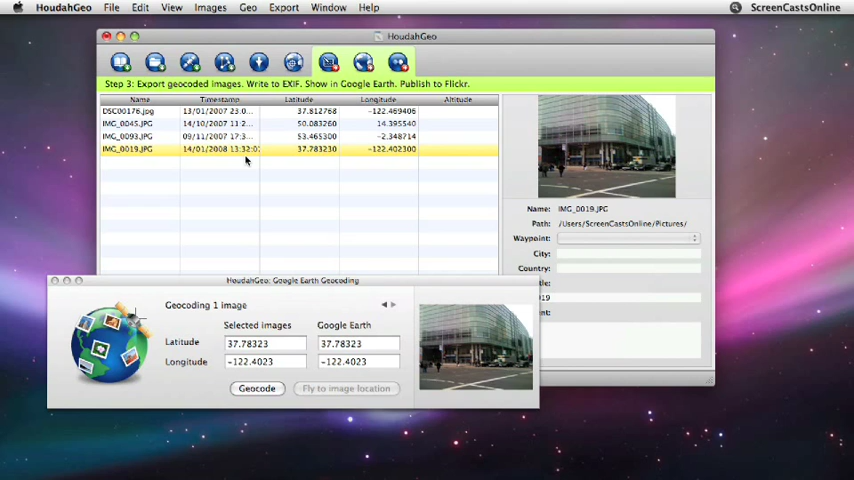 HoudahGeo File Edit View Images Geo Export Window Help ScreenCastsOnline
HoudahGeo
Step 3: Export geocoded images. Write to EXIF. Show in Google Earth. Publish to Flickr.
Name Timestamp Latitude Longitude Altitude
DSC00176.jpg 13/01/2007 23:0... 37.812768 -122.469406
IMG_0045.JPG 14/10/2007 11:2... 50.083260 14.395540
IMG_0093.JPG 09/11/2007 17:3... 53.465300 -2.348714
IMG_0019.JPG 14/01/2008 13:32:0 37.783230 -122.402300
Name: IMG_0019.JPG
Path: /Users/ScreenCastsOnline/Pictures/
Waypoint:
City:
Country:
HoudahGeo: Google Earth Geocoding
Geocoding 1 image
Selected images Google Earth
Latitude 37.78323 37.78323
Longitude -122.4023 -122.4023
Geocode Fly to image location